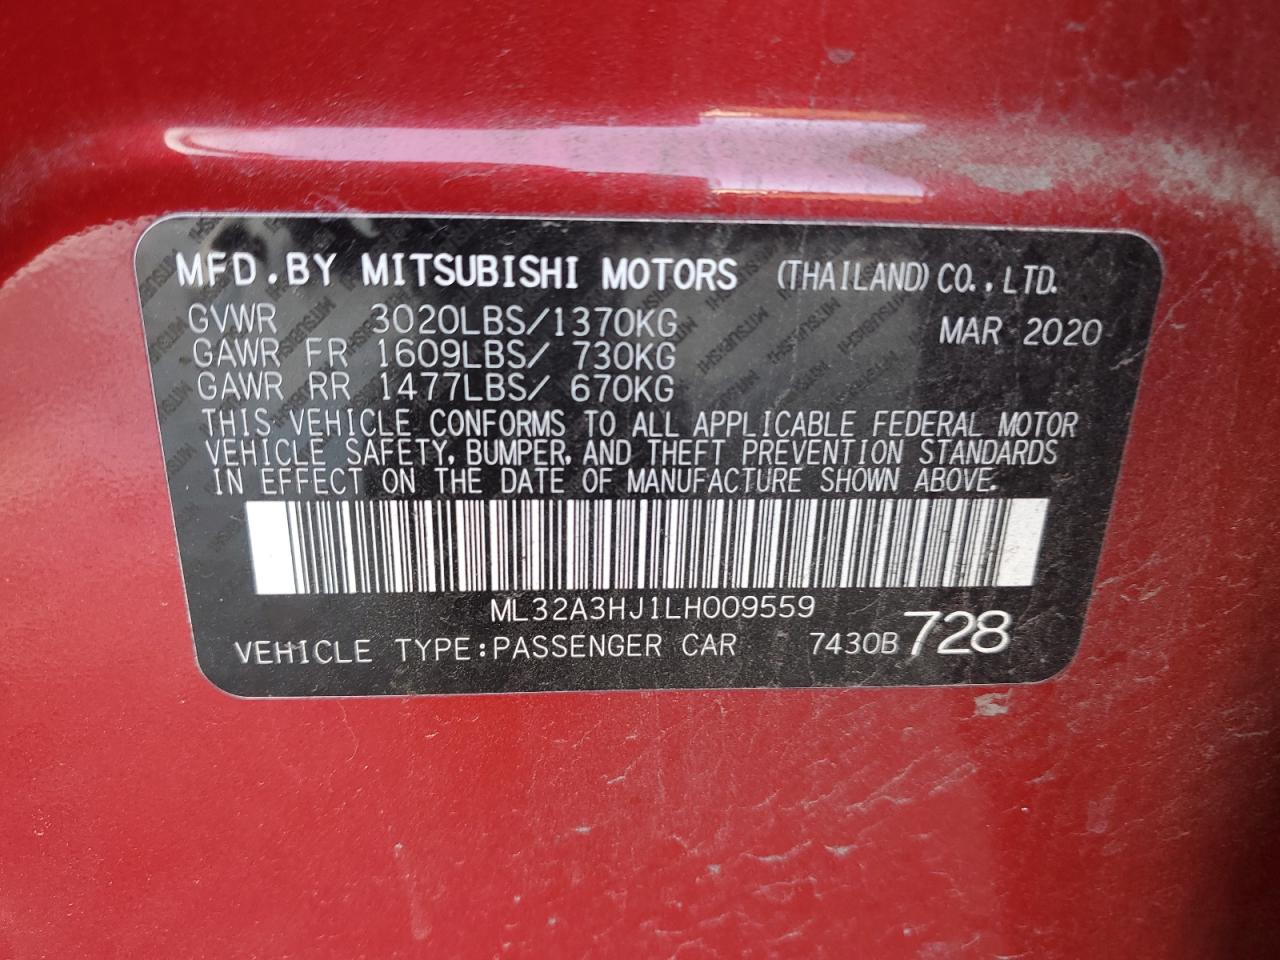 MFD.BY MITSUBISHI MOTORS (THAILAND) CO.,LTD.
GVWR 3020LBS/1370KG MAR 2020
GAWR FR 1609LBS/ 730KG
GAWR RR 1477LBS/ 670KG
THIS VEHICLE CONFORMS TO ALL APPLICABLE FEDERAL MOTOR
VEHICLE SAFETY, BUMPER, AND THEFT PREVENTION STANDARDS
IN EFFECT ON THE DATE OF MANUFACTURE SHOWN ABOVE.
ML32A3HJ1LH009559
VEHICLE TYPE:PASSENGER CAR 7430B 728